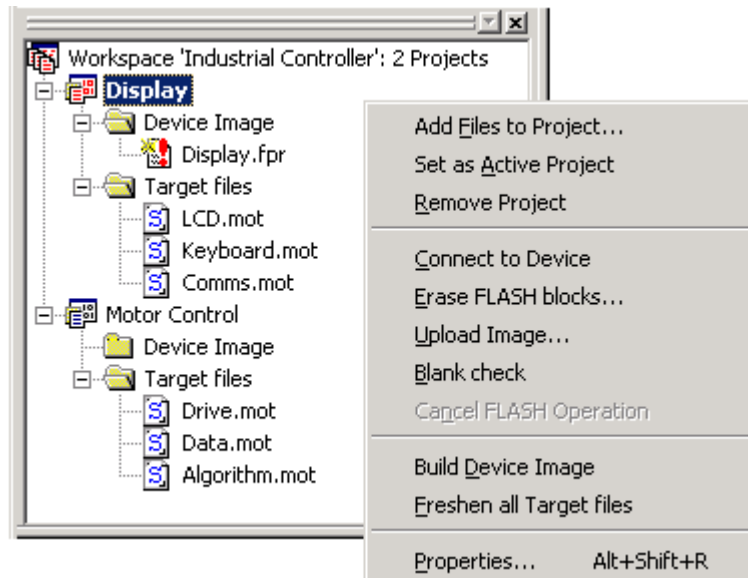 Workspace 'Industrial Controller': 2 Projects
Display
Device Image
Display.fpr
Target files
LCD.mot
Keyboard.mot
Comms.mot
Motor Control
Device Image
Target files
Drive.mot
Data.mot
Algorithm.mot
Add Files to Project...
Set as Active Project
Remove Project
Connect to Device
Erase FLASH blocks...
Upload Image...
Blank check
Cancel FLASH Operation
Build Device Image
Freshen all Target files
Properties... Alt+Shift+R